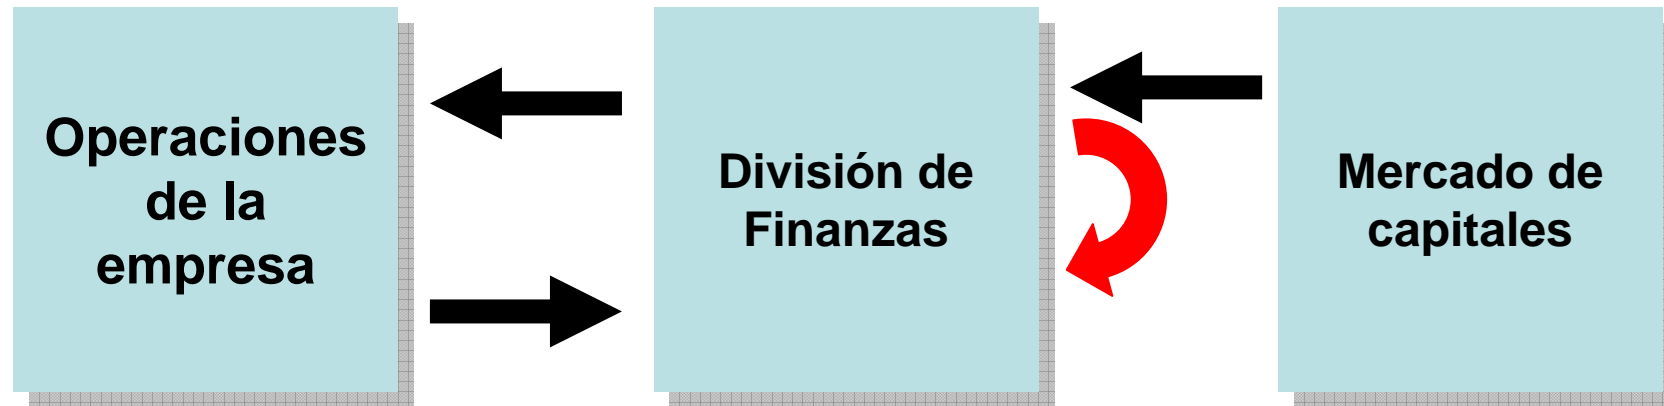 Operaciones
de la
empresa
División de
Finanzas
Mercado de
capitales